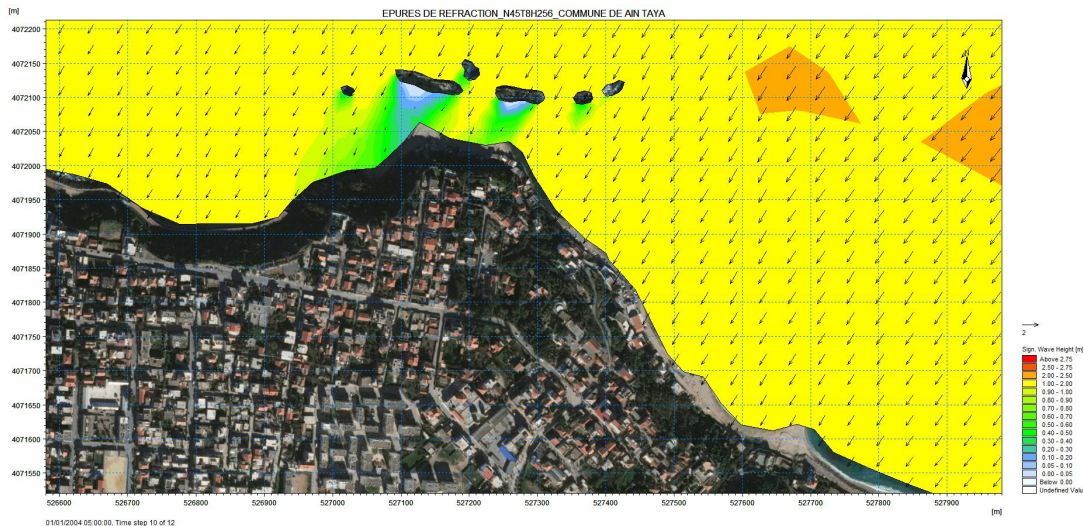 EPURES DE REFRACTION_N45T8H256_COMMUNE DE AIN TAYA
[m]
4072200
4072150
4072100
4072050
4072000
4071950
4071900
4071850
4071800
4071750
4071700
4071650
4071600
4071550
N
2
Sign. Wave Height [m]
Above 2.75
2.50 - 2.75
2.00 - 2.50
1.00 - 2.00
0.90 - 1.00
0.80 - 0.90
0.70 - 0.80
0.60 - 0.70
0.50 - 0.60
0.40 - 0.50
0.30 - 0.40
0.20 - 0.30
0.10 - 0.20
0.05 - 0.10
0.00 - 0.05
Below 0.00
Undefined Valu
526600 526700 526800 526900 527000 527100 527200 527300 527400 527500 527600 527700 527800 527900
[m]
01/01/2004 05:00:00, Time step 10 of 12